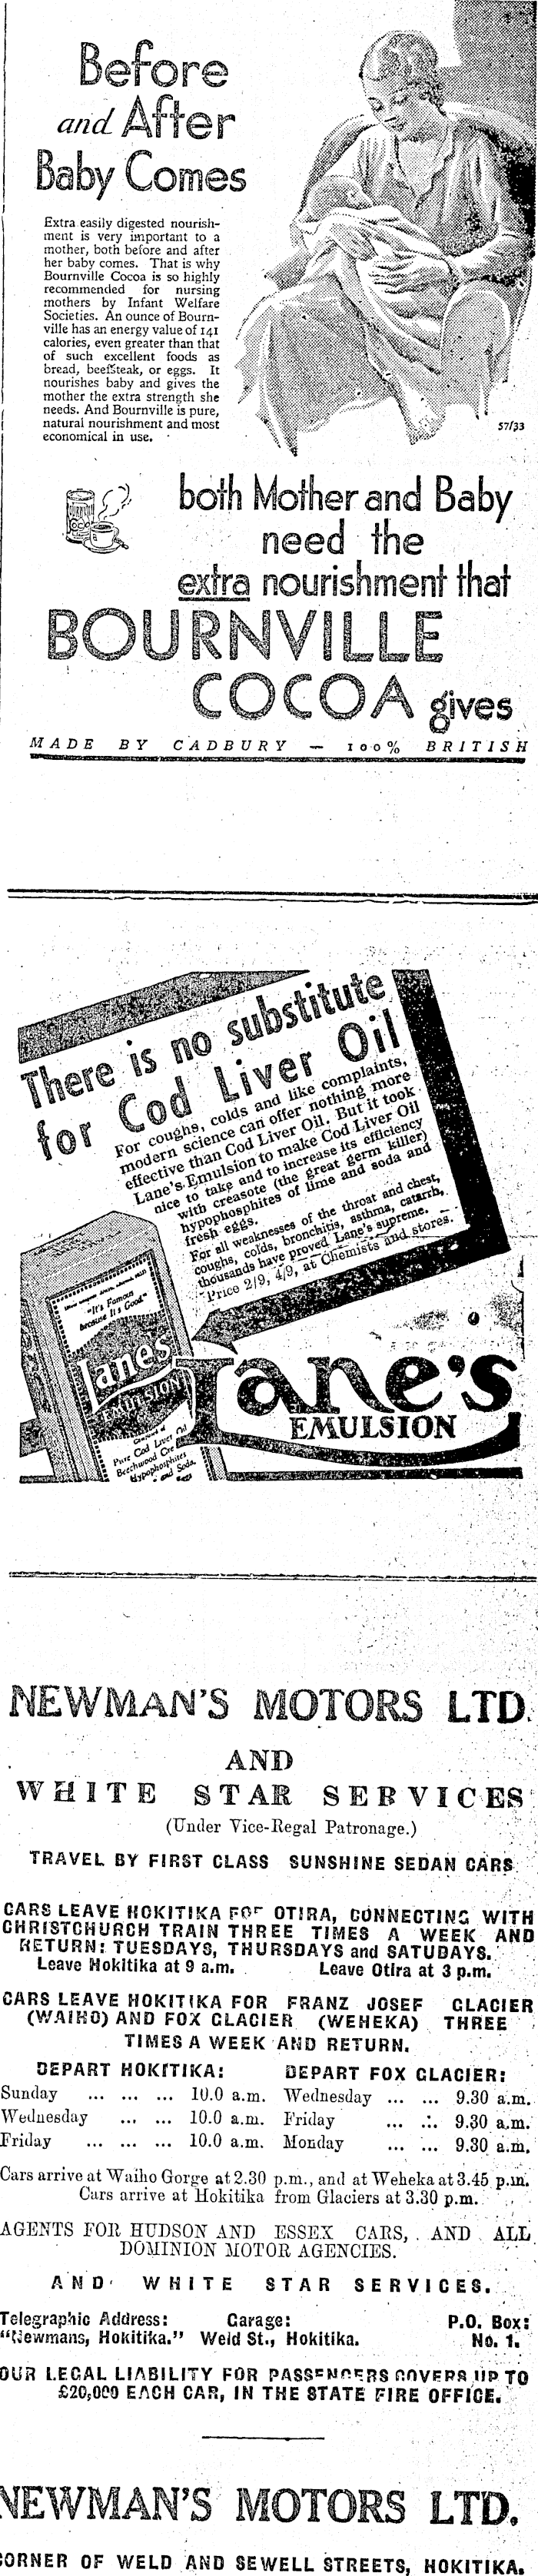 Before
and After
Baby Comes
Extra easily digested nourish-
ment is very important to a
mother, both before and after
her baby comes. That is why
Bournville Cocoa is so highly
recommended for nursing
mothers by Infant Welfare
Societies. An ounce of Bourn-
ville has an energy value of 141
calories, even greater than that
of such excellent foods as
bread, beefsteak, or eggs. It
nourishes baby and gives the
mother the extra strength she
needs. And Bournville is pure,
natural nourishment and most
economical in use.
57/33
both Mother and Baby
need the
extra nourishment that
BOURNVILLE
COCOA gives
MADE BY CADBURY — 100% BRITISH
There is no substitute
for Cod Liver Oil
For coughs, colds and like complaints,
modern science can offer nothing more
effective than Cod Liver Oil. But it took
Lane's Emulsion to make Cod Liver Oil
nice to take and to increase its efficiency
with creasote (the great germ killer)
hypophosphites of lime and soda and
fresh eggs.
For all weaknesses of the throat and chest,
coughs, colds, bronchitis, asthma, catarrh,
thousands have proved Lane's supreme.
Price 2/9, 4/9, at Chemists and stores.
"It's Famous
because It's Good"
Lane's
EMULSION
Pure Cod Liver Oil
Beechwood Cre
Hypophosphites
and Soda.
Lane's
EMULSION
NEWMAN'S MOTORS LTD.
AND
WHITE STAR SERVICES
(Under Vice-Regal Patronage.)
TRAVEL BY FIRST CLASS SUNSHINE SEDAN CARS
CARS LEAVE HOKITIKA FOR OTIRA, CONNECTING WITH
CHRISTCHURCH TRAIN THREE TIMES A WEEK AND
RETURN: TUESDAYS, THURSDAYS and SATUDAYS.
Leave Hokitika at 9 a.m. Leave Otira at 3 p.m.
CARS LEAVE HOKITIKA FOR FRANZ JOSEF GLACIER
(WAIHO) AND FOX GLACIER (WEHEKA) THREE
TIMES A WEEK AND RETURN.
DEPART HOKITIKA: DEPART FOX GLACIER:
Sunday ... ... ... 10.0 a.m. Wednesday ... ... 9.30 a.m.
Wednesday ... ... 10.0 a.m. Friday ... ... 9.30 a.m.
Friday ... ... ... 10.0 a.m. Monday ... ... 9.30 a.m.
Cars arrive at Waiho Gorge at 2.30 p.m., and at Weheka at 3.45 p.m.
Cars arrive at Hokitika from Glaciers at 3.30 p.m.
AGENTS FOR HUDSON AND ESSEX CARS, AND ALL
DOMINION MOTOR AGENCIES.
AND WHITE STAR SERVICES.
Telegraphic Address: Garage: P.O. Box:
"Newmans, Hokitika." Weld St., Hokitika. No. 1.
OUR LEGAL LIABILITY FOR PASSENGERS COVERS UP TO
£20,000 EACH CAR, IN THE STATE FIRE OFFICE.
NEWMAN'S MOTORS LTD.
CORNER OF WELD AND SEWELL STREETS, HOKITIKA.